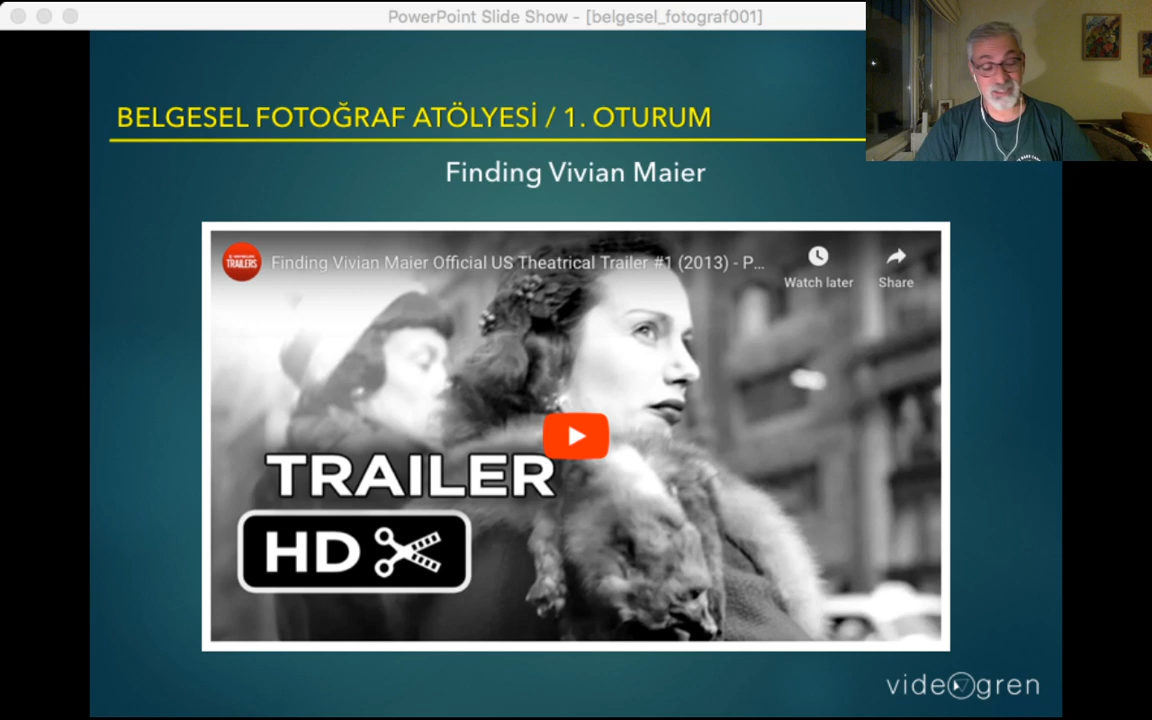 PowerPoint Slide Show - [belgesel_fotograf001]
BELGESEL FOTOĞRAF ATÖLYESİ / 1. OTURUM
Finding Vivian Maier
TRAILERS
Finding Vivian Maier Official US Theatrical Trailer #1 (2013) - P...
Watch later
Share
TRAILER
HD
videogren